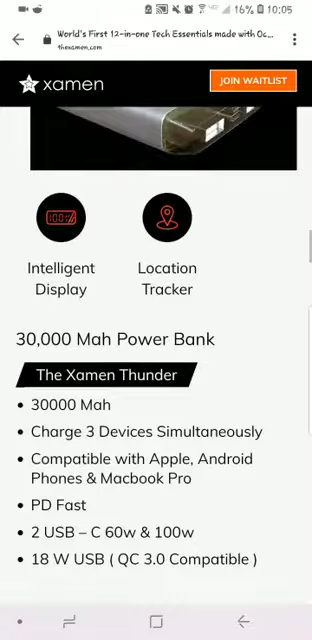 16% 10:05
World's First 12-in-one Tech Essentials made with Oc...
thexamen.com
xamen
JOIN WAITLIST
100%
Intelligent
Display
Location
Tracker
30,000 Mah Power Bank
The Xamen Thunder
• 30000 Mah
• Charge 3 Devices Simultaneously
• Compatible with Apple, Android
Phones & Macbook Pro
• PD Fast
• 2 USB – C 60w & 100w
• 18 W USB ( QC 3.0 Compatible )